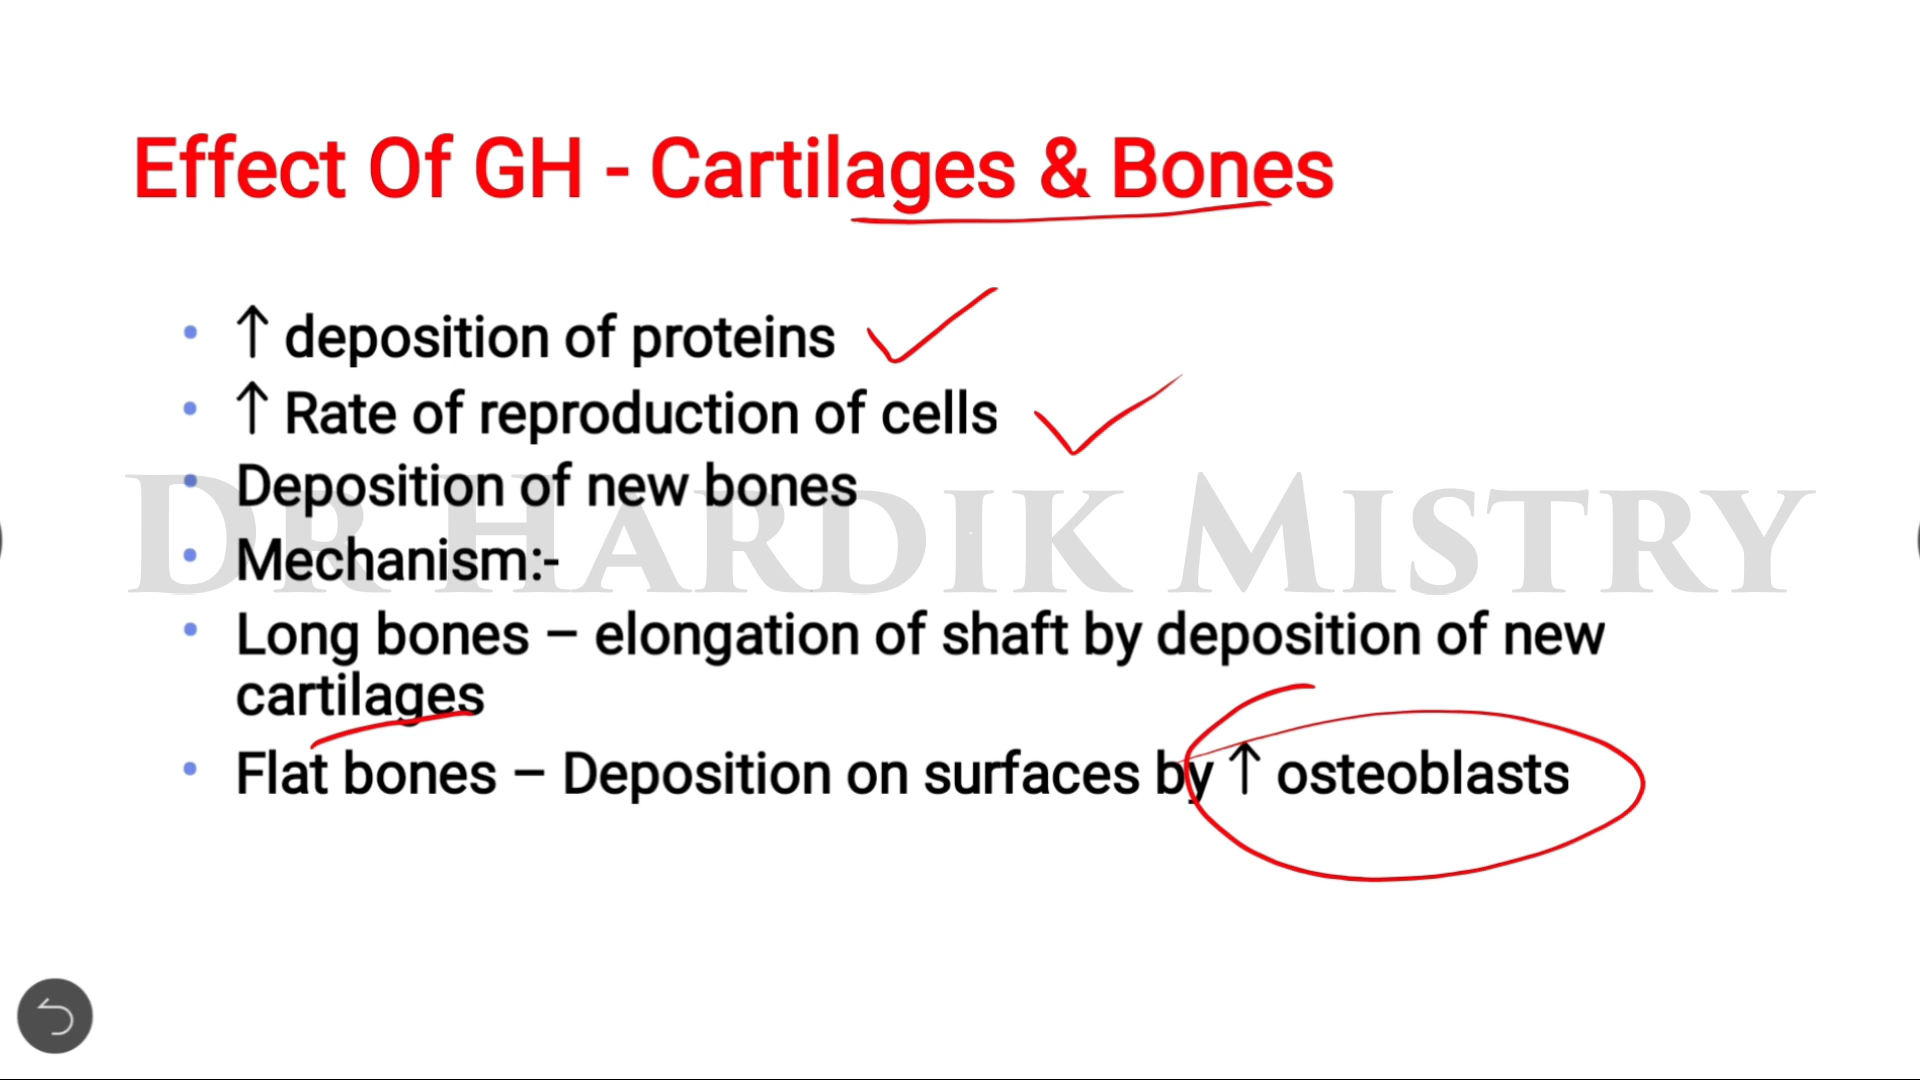 Effect Of GH - Cartilages & Bones
• ↑ deposition of proteins
• ↑ Rate of reproduction of cells
• Deposition of new bones
• Mechanism:-
• Long bones – elongation of shaft by deposition of new
cartilages
• Flat bones – Deposition on surfaces by ↑ osteoblasts
DR HARDIK MISTRY